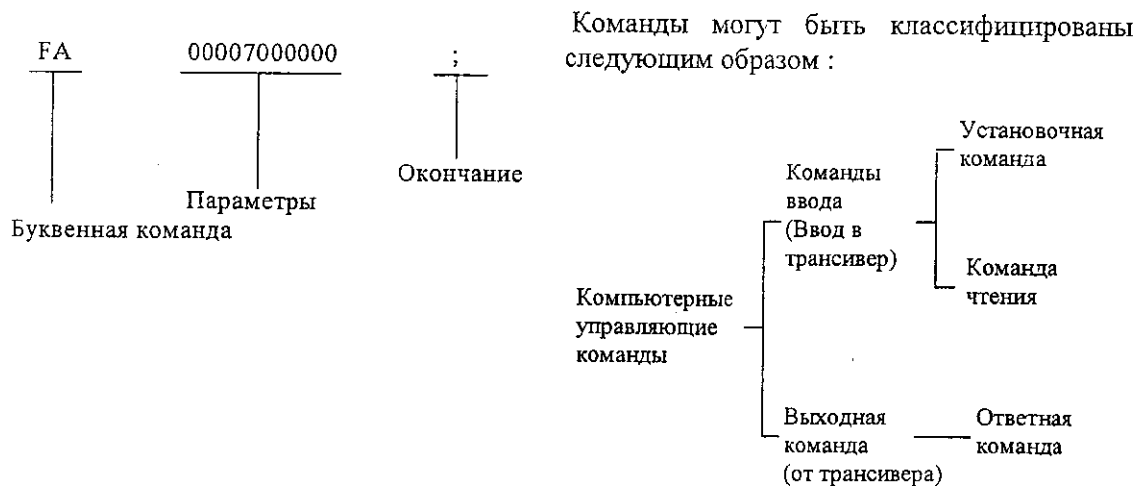 FA 00007000000 ;
Окончание
Параметры
Буквенная команда
Команды могут быть классифицированы
следующим образом :
Компьютерные
управляющие
команды
Команды
ввода
(Ввод в
трансивер)
Установочная
команда
Команда
чтения
Выходная
команда
(от трансивера)
Ответная
команда